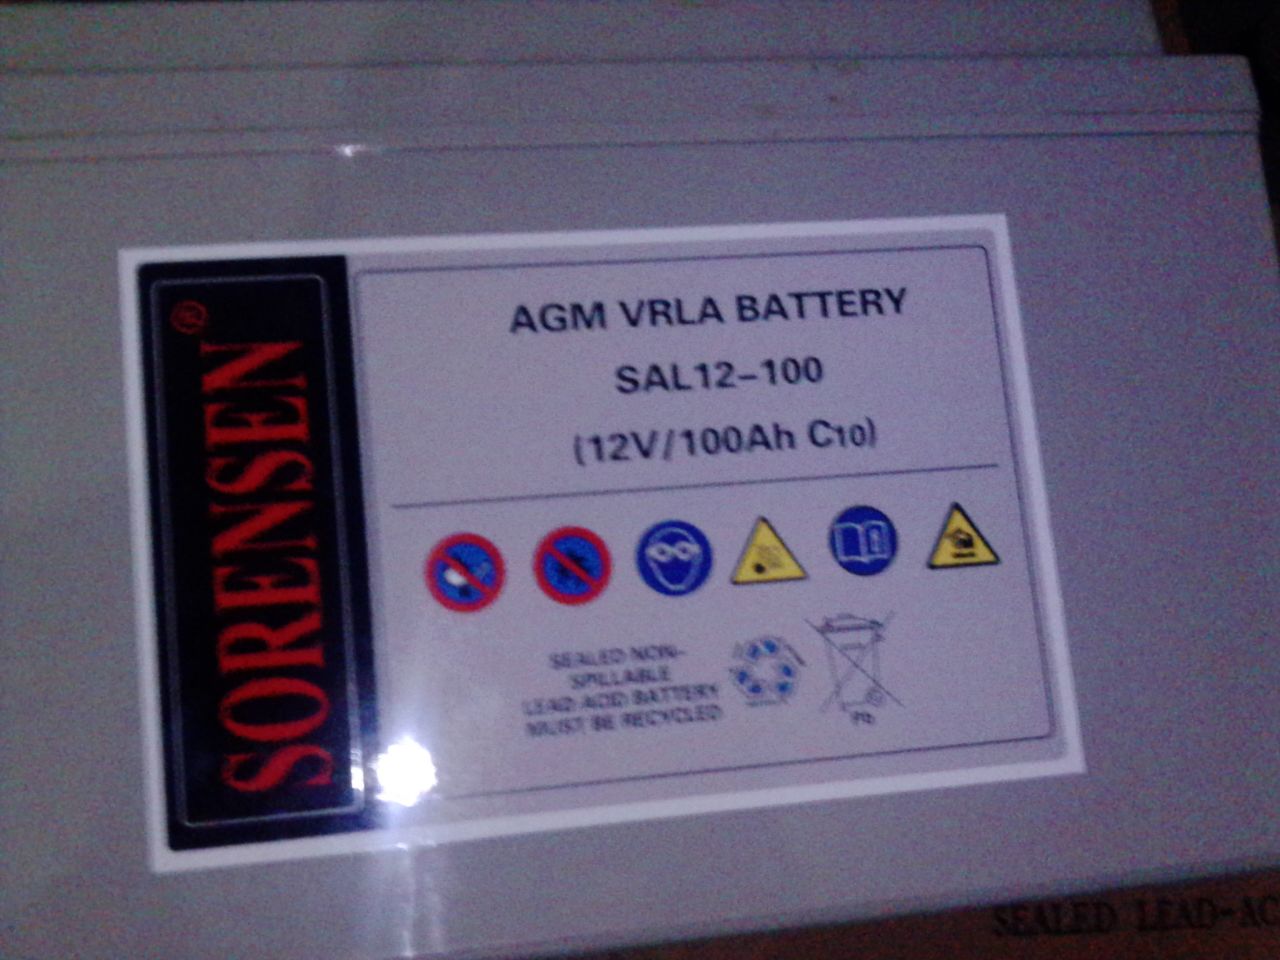 SORENSEN®
AGM VRLA BATTERY
SAL12-100
(12V/100Ah C10)
SEALED NON-
SPILLABLE
LEAD ACID BATTERY
MUST BE RECYCLED
Pb
SEALED LEAD-AC